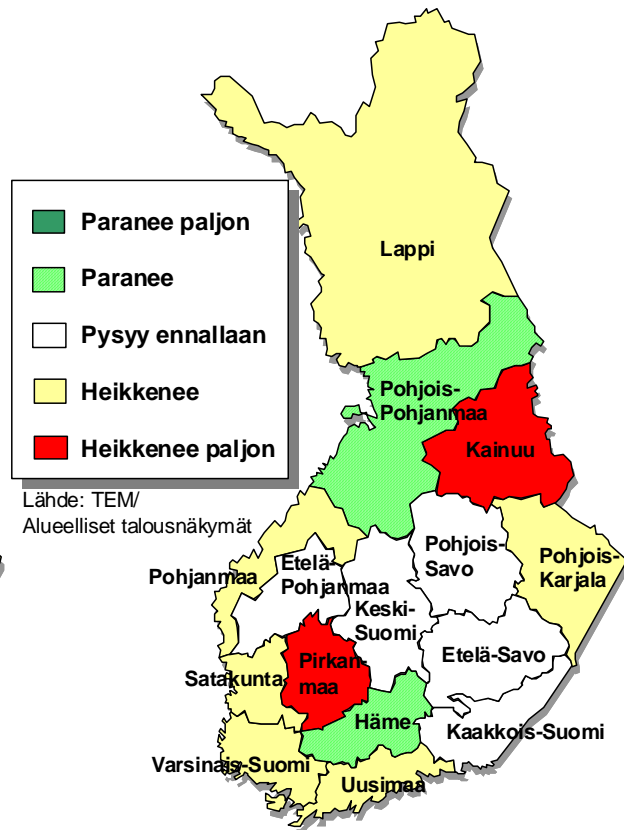 Paranee paljon
Paranee
Pysyy ennallaan
Heikkenee
Heikkenee paljon
Lähde: TEM/
Alueelliset talousnäkymät
Lappi
Pohjois-
Pohjanmaa
Kainuu
Pohjois-
Savo
Pohjois-
Karjala
Pohjanmaa
Etelä-
Pohjanmaa
Keski-
Suomi
Etelä-Savo
Satakunta
Pirkan-
maa
Häme
Kaakkois-Suomi
Varsinais-Suomi
Uusimaa